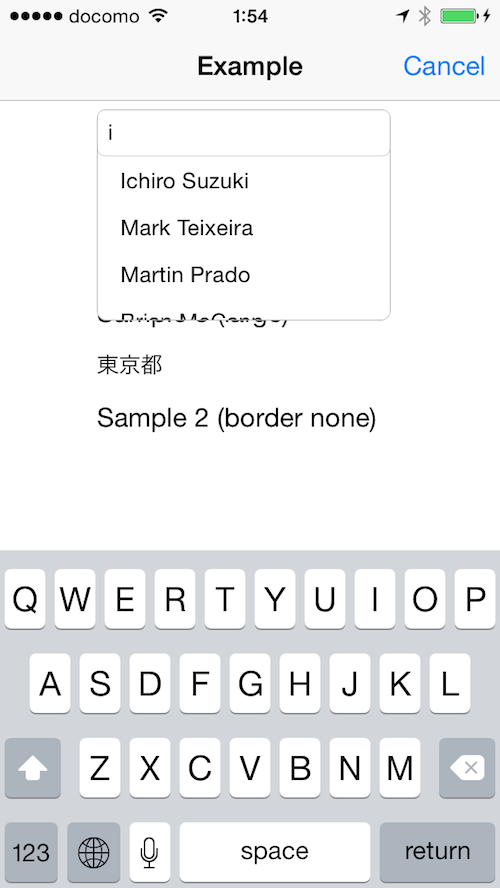 docomo 1:54
Example Cancel
i
Ichiro Suzuki
Mark Teixeira
Martin Prado
東京都
Sample 2 (border none)
Q W E R T Y U I O P
A S D F G H J K L
Z X C V B N M
123 space return